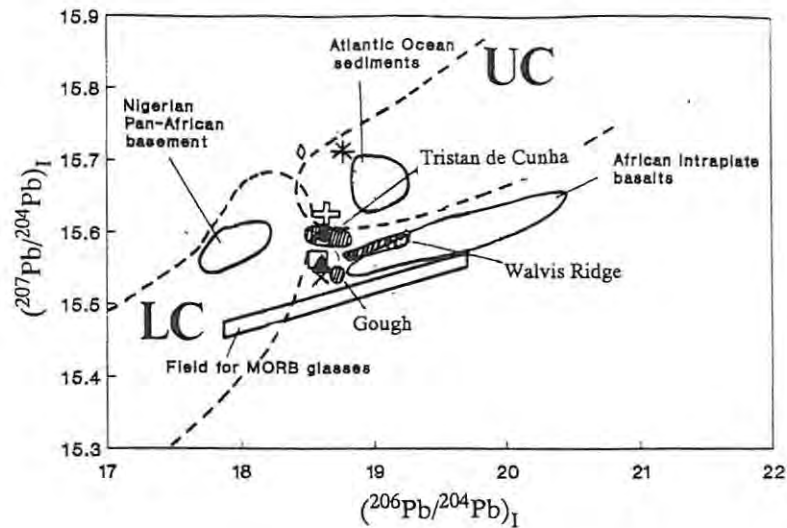 15.9
15.8
15.7
15.6
15.5
15.4
15.3
(²⁰⁷Pb/²⁰⁴Pb)I
Atlantic Ocean
sediments
UC
Nigerian
Pan-African
basement
Tristan de Cunha
African intraplate
basalts
Walvis Ridge
LC
Gough
Field for MORB glasses
17
18
19
20
21
22
(²⁰⁶Pb/²⁰⁴Pb)I